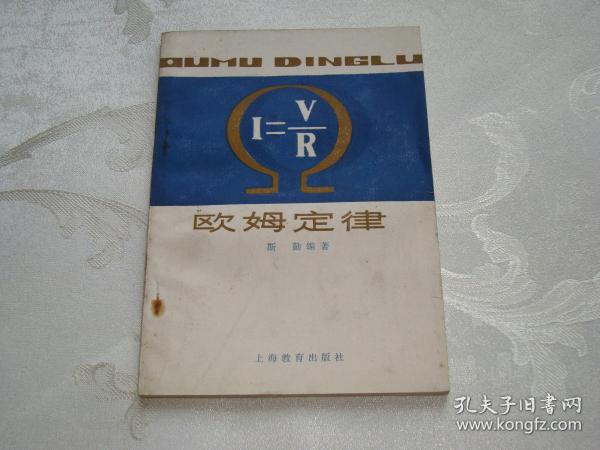 OUMU DINGLU
I=V/R
欧姆定律
斯 勤编著
上海教育出版社
孔夫子旧书网
www.kongfz.com